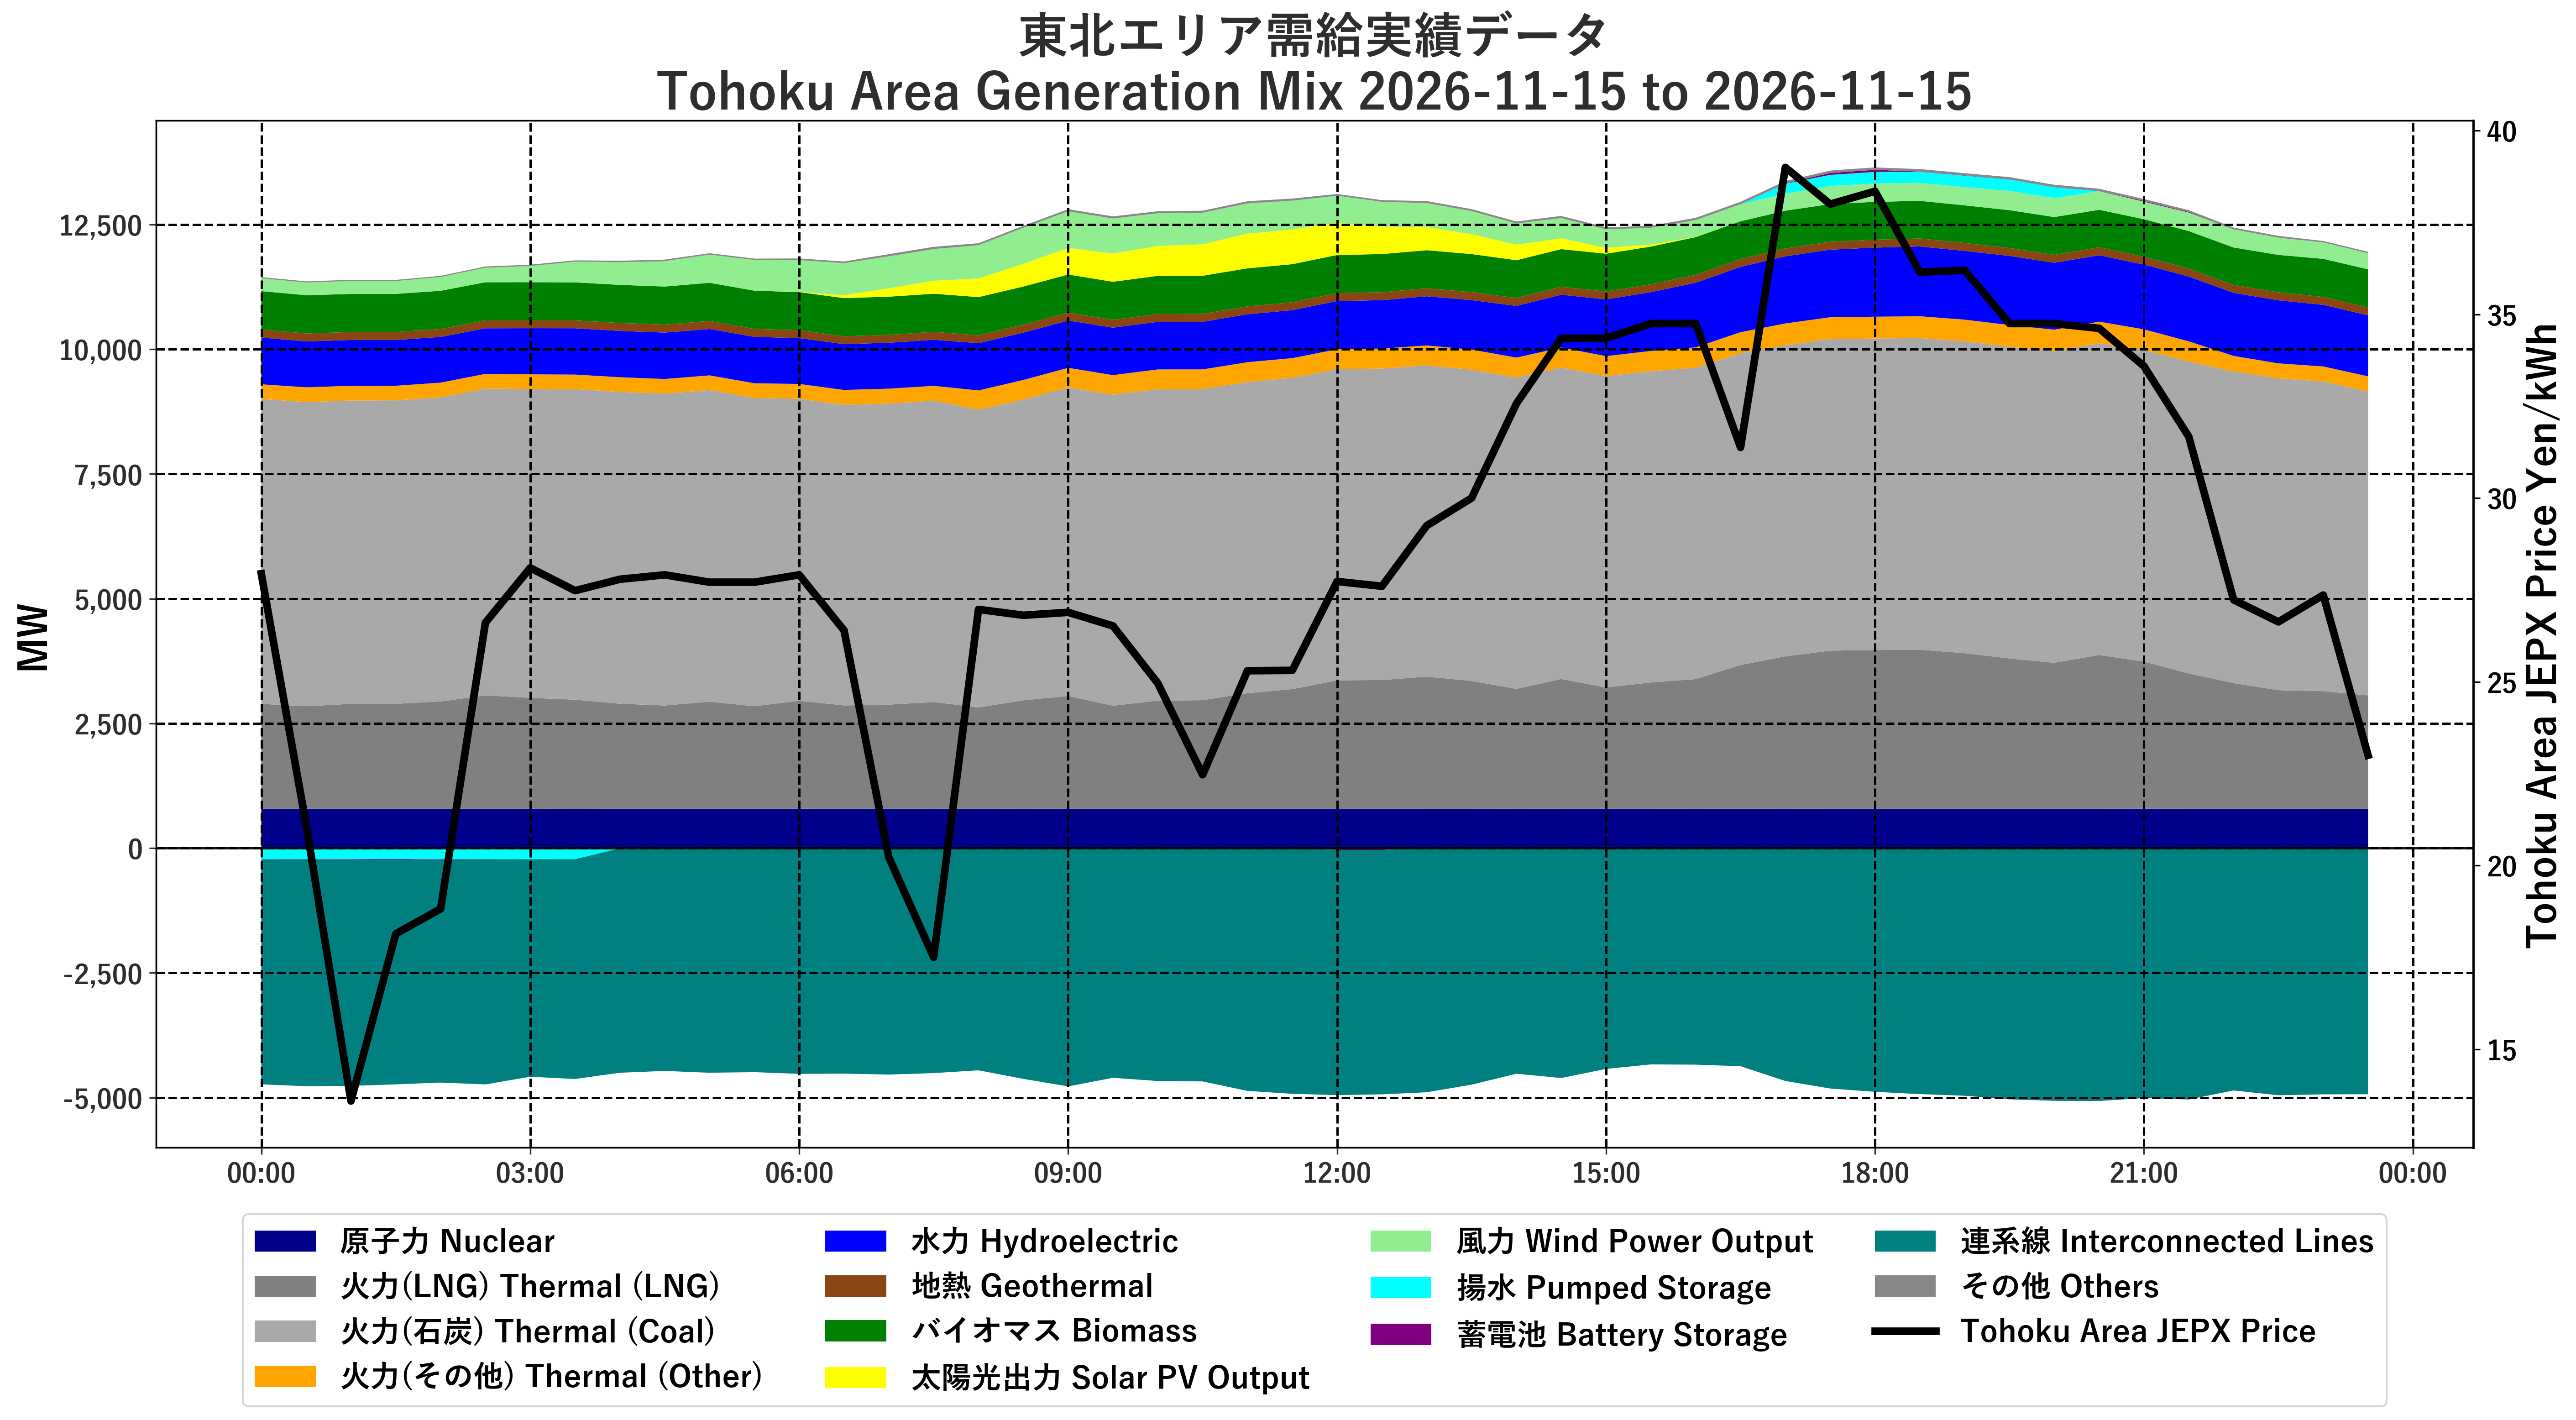 東北エリア需給実績データ
Tohoku Area Generation Mix 2026-11-15 to 2026-11-15
MW
12,500
10,000
7,500
5,000
2,500
0
-2,500
-5,000
40
35
30
25
20
15
Tohoku Area JEPX Price Yen/kWh
00:00 03:00 06:00 09:00 12:00 15:00 18:00 21:00 00:00
原子力 Nuclear
火力(LNG) Thermal (LNG)
火力(石炭) Thermal (Coal)
火力(その他) Thermal (Other)
水力 Hydroelectric
地熱 Geothermal
バイオマス Biomass
太陽光出力 Solar PV Output
風力 Wind Power Output
揚水 Pumped Storage
蓄電池 Battery Storage
連系線 Interconnected Lines
その他 Others
Tohoku Area JEPX Price